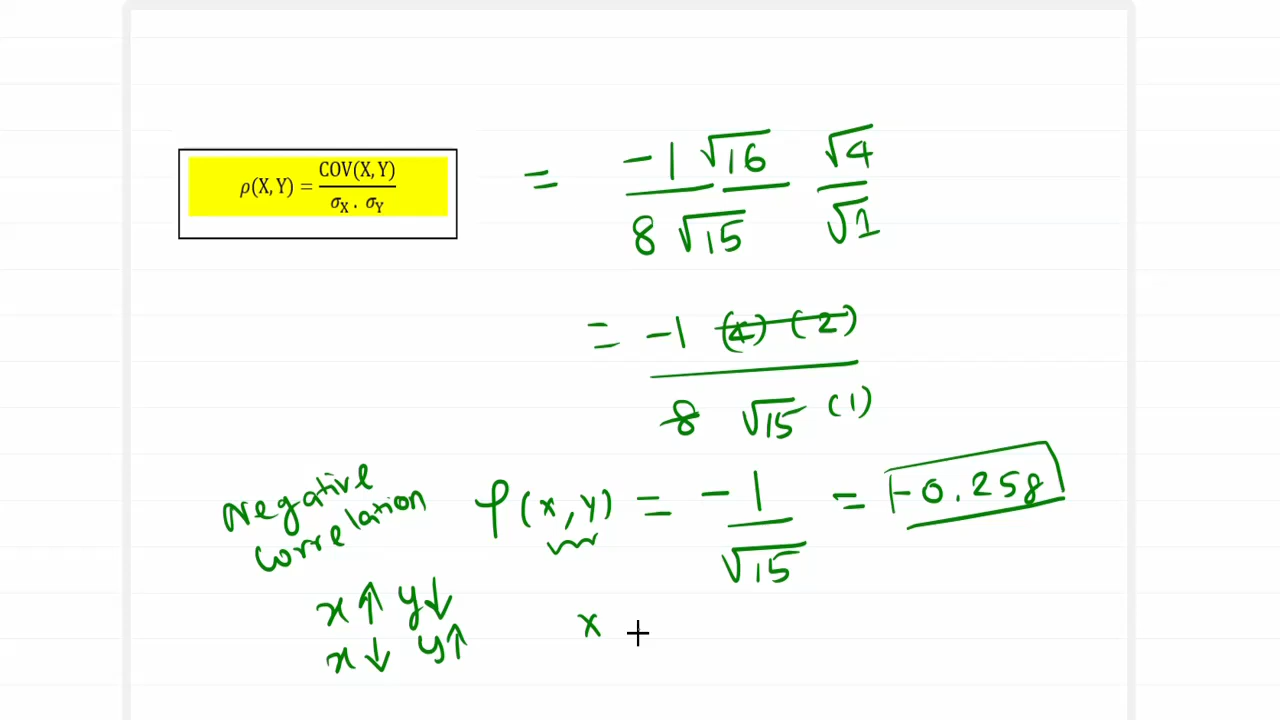 ρ(X, Y) = COV(X, Y) / σX . σY
= -1 √16 / 8 √15 √4 / √1
= -1 (4) (2) / 8 √15 (1)
Negative correlation
φ(x, y) = -1 / √15 = -0.258
x ↑ y ↓
x ↓ y ↑
x